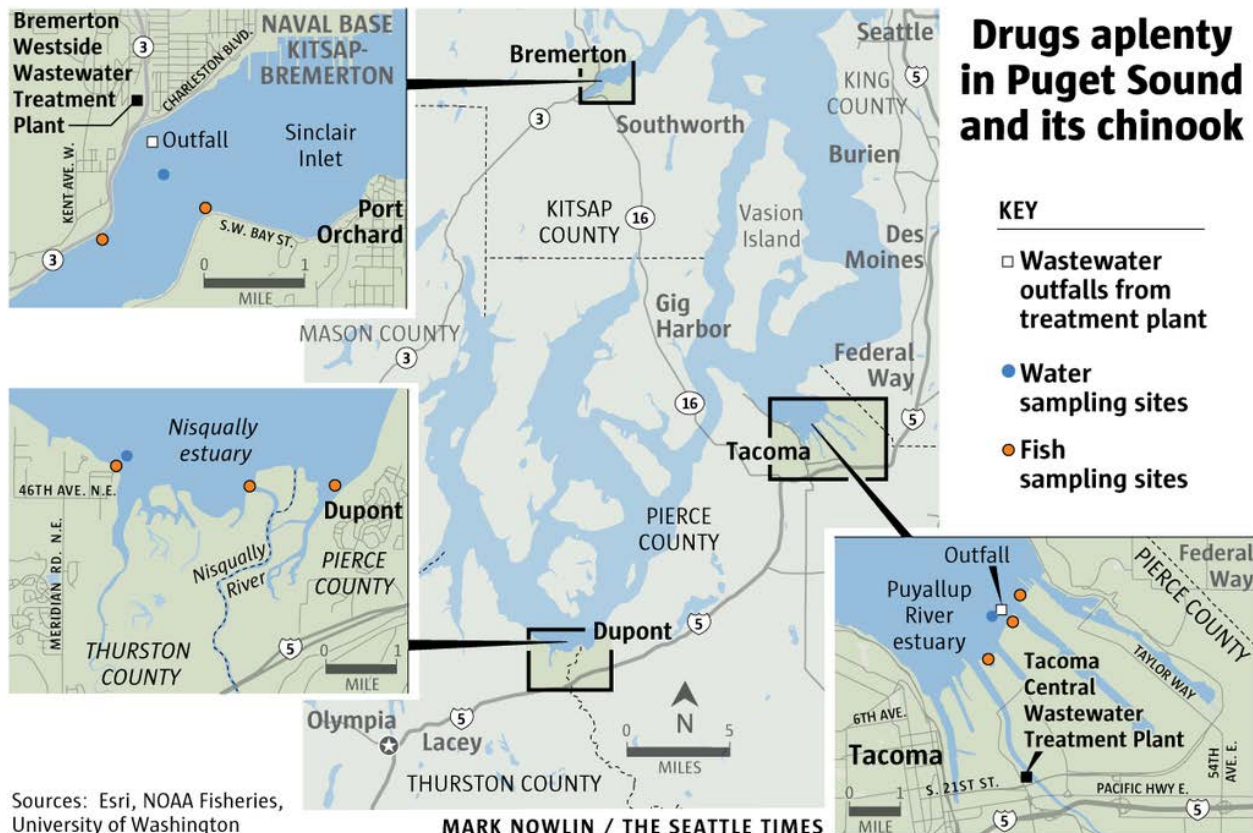 Drugs aplenty
in Puget Sound
and its chinook
KEY
Wastewater
outfalls from
treatment plant
Water
sampling sites
Fish
sampling sites
Bremerton
Westside
Wastewater
Treatment
Plant
3
CHARLESTON BLVD.
NAVAL BASE
KITSAP-
BREMERTON
Outfall
Sinclair
Inlet
KENT AVE. W.
S.W. BAY ST.
Port
Orchard
3
0 1
MILE
Bremerton
Seattle
5
KING
COUNTY
3
Southworth
Burien
KITSAP
COUNTY
16
Vasion
Island
Des
Moines
MASON COUNTY
3
Gig
Harbor
Federal
Way
16
5
Tacoma
PIERCE
COUNTY
Dupont
5
N
0 5
MILES
Olympia
5
Lacey
THURSTON COUNTY
Nisqually
estuary
46TH AVE. N.E.
Dupont
MERIDIAN RD. N.E.
Nisqually
River
PIERCE
COUNTY
THURSTON
COUNTY
5
0 1
MILE
Outfall
Federal
Way
PIERCE COUNTY
Puyallup
River
estuary
TAYLOR WAY
Tacoma
Central
Wastewater
Treatment Plant
6TH AVE.
Tacoma
S. 21ST ST.
54TH
AVE. E.
PACIFIC HWY E.
5
0 1
MILE
Sources: Esri, NOAA Fisheries,
University of Washington
MARK NOWLIN / THE SEATTLE TIMES